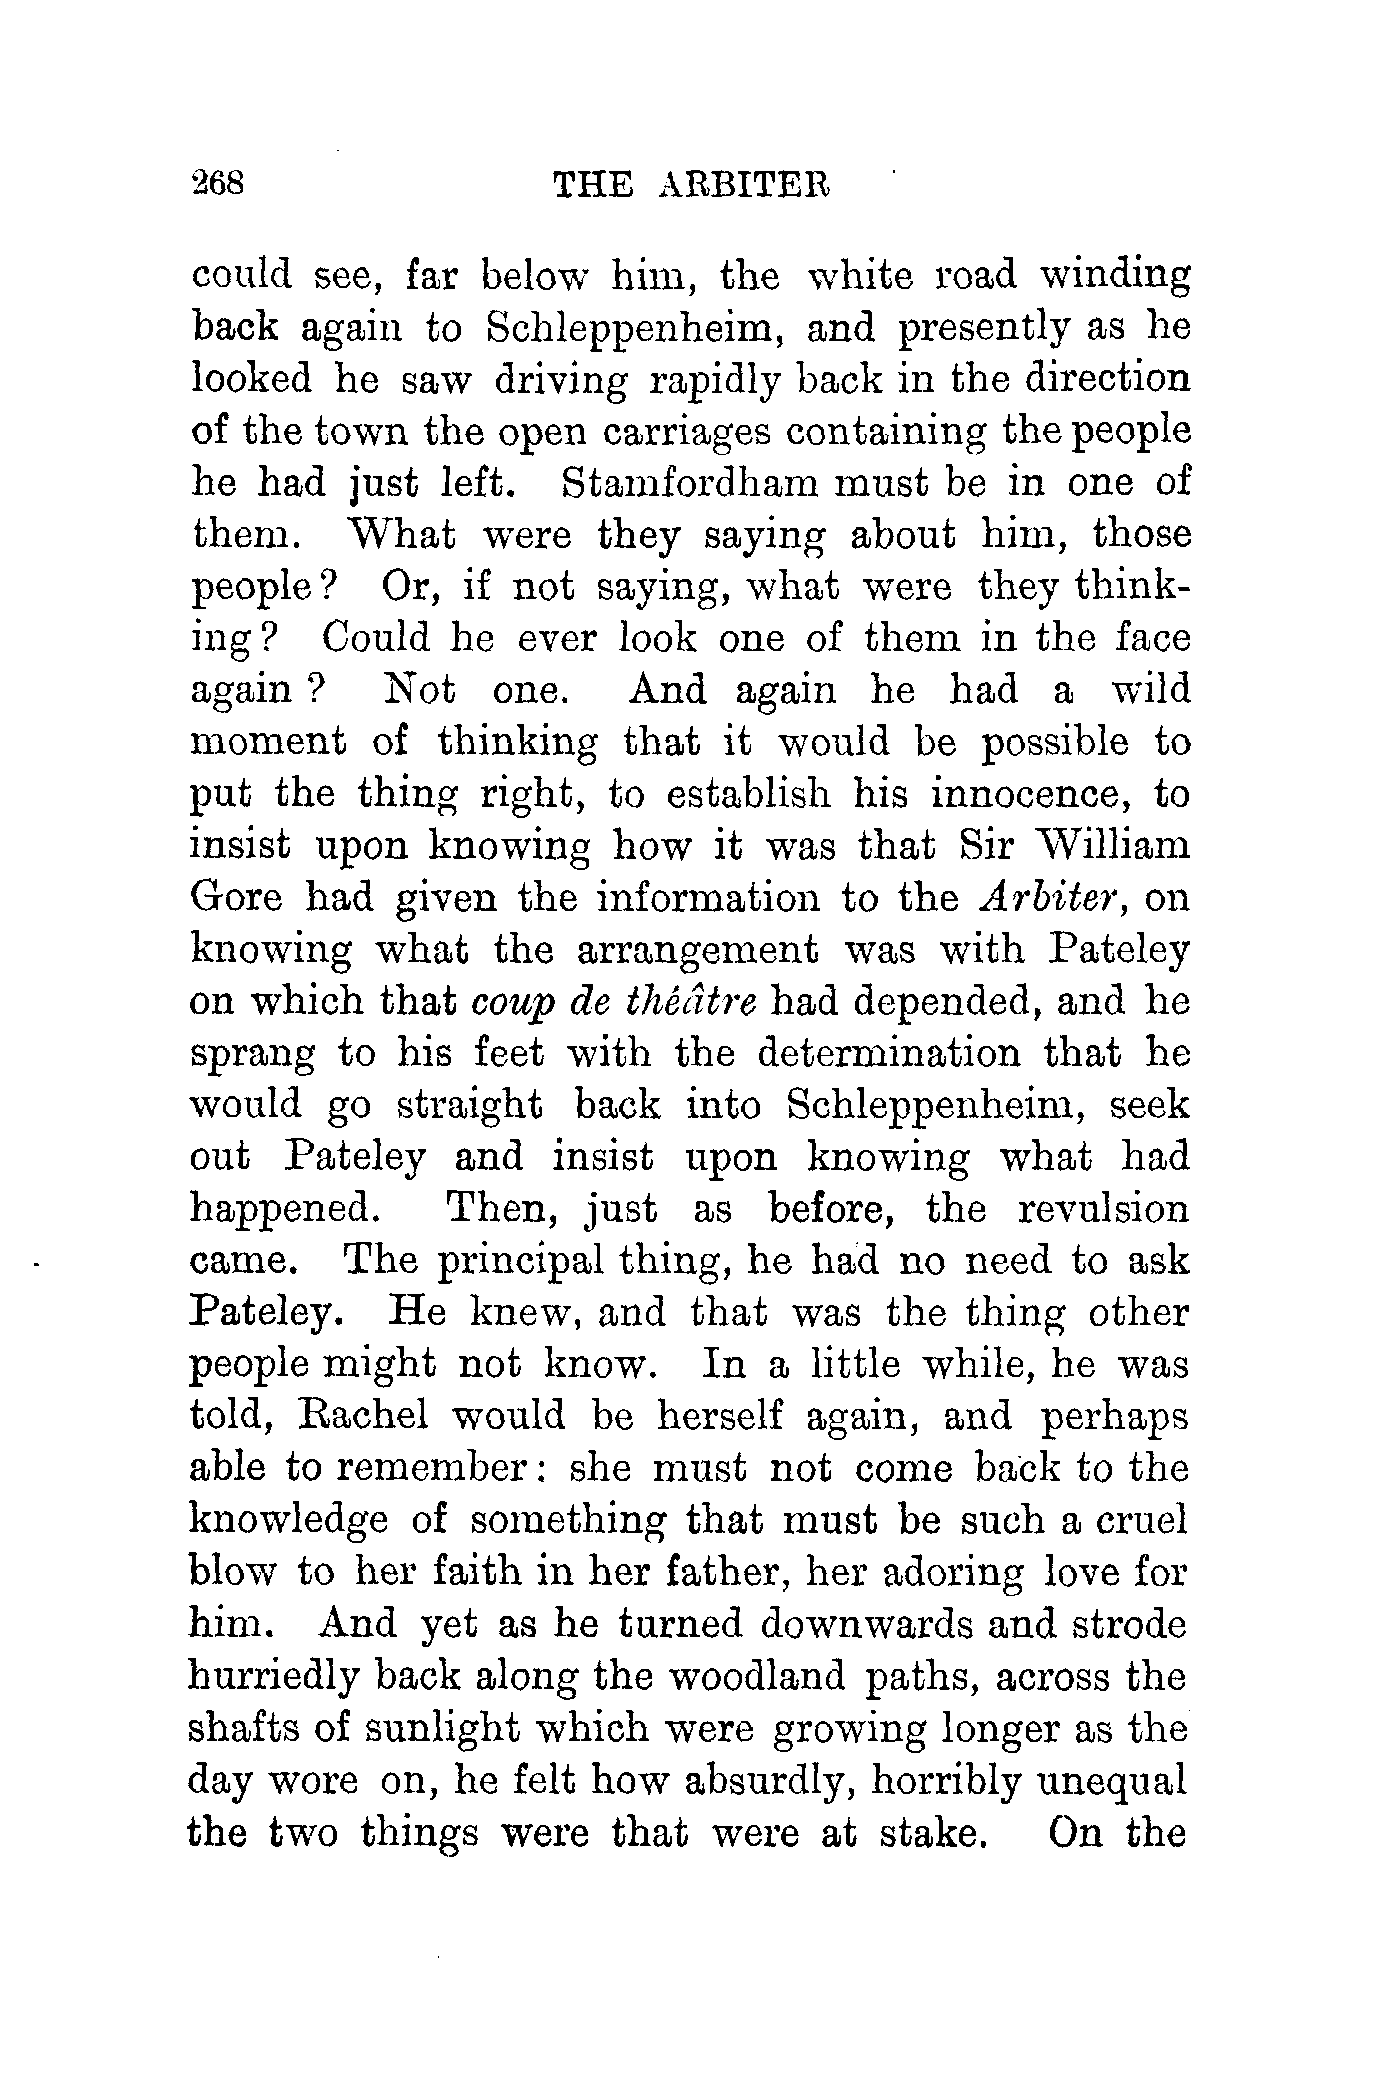 268 THE ARBITER
could see, far below him, the white road winding
back again to Schleppenheim, and presently as he
looked he saw driving rapidly back in the direction
of the town the open carriages containing the people
he had just left. Stamfordham must be in one of
them. What were they saying about him, those
people? Or, if not saying, what were they think-
ing? Could he ever look one of them in the face
again? Not one. And again he had a wild
moment of thinking that it would be possible to
put the thing right, to establish his innocence, to
insist upon knowing how it was that Sir William
Gore had given the information to the Arbiter, on
knowing what the arrangement was with Pateley
on which that coup de théâtre had depended, and he
sprang to his feet with the determination that he
would go straight back into Schleppenheim, seek
out Pateley and insist upon knowing what had
happened. Then, just as before, the revulsion
came. The principal thing, he had no need to ask
Pateley. He knew, and that was the thing other
people might not know. In a little while, he was
told, Rachel would be herself again, and perhaps
able to remember: she must not come back to the
knowledge of something that must be such a cruel
blow to her faith in her father, her adoring love for
him. And yet as he turned downwards and strode
hurriedly back along the woodland paths, across the
shafts of sunlight which were growing longer as the
day wore on, he felt how absurdly, horribly unequal
the two things were that were at stake. On the